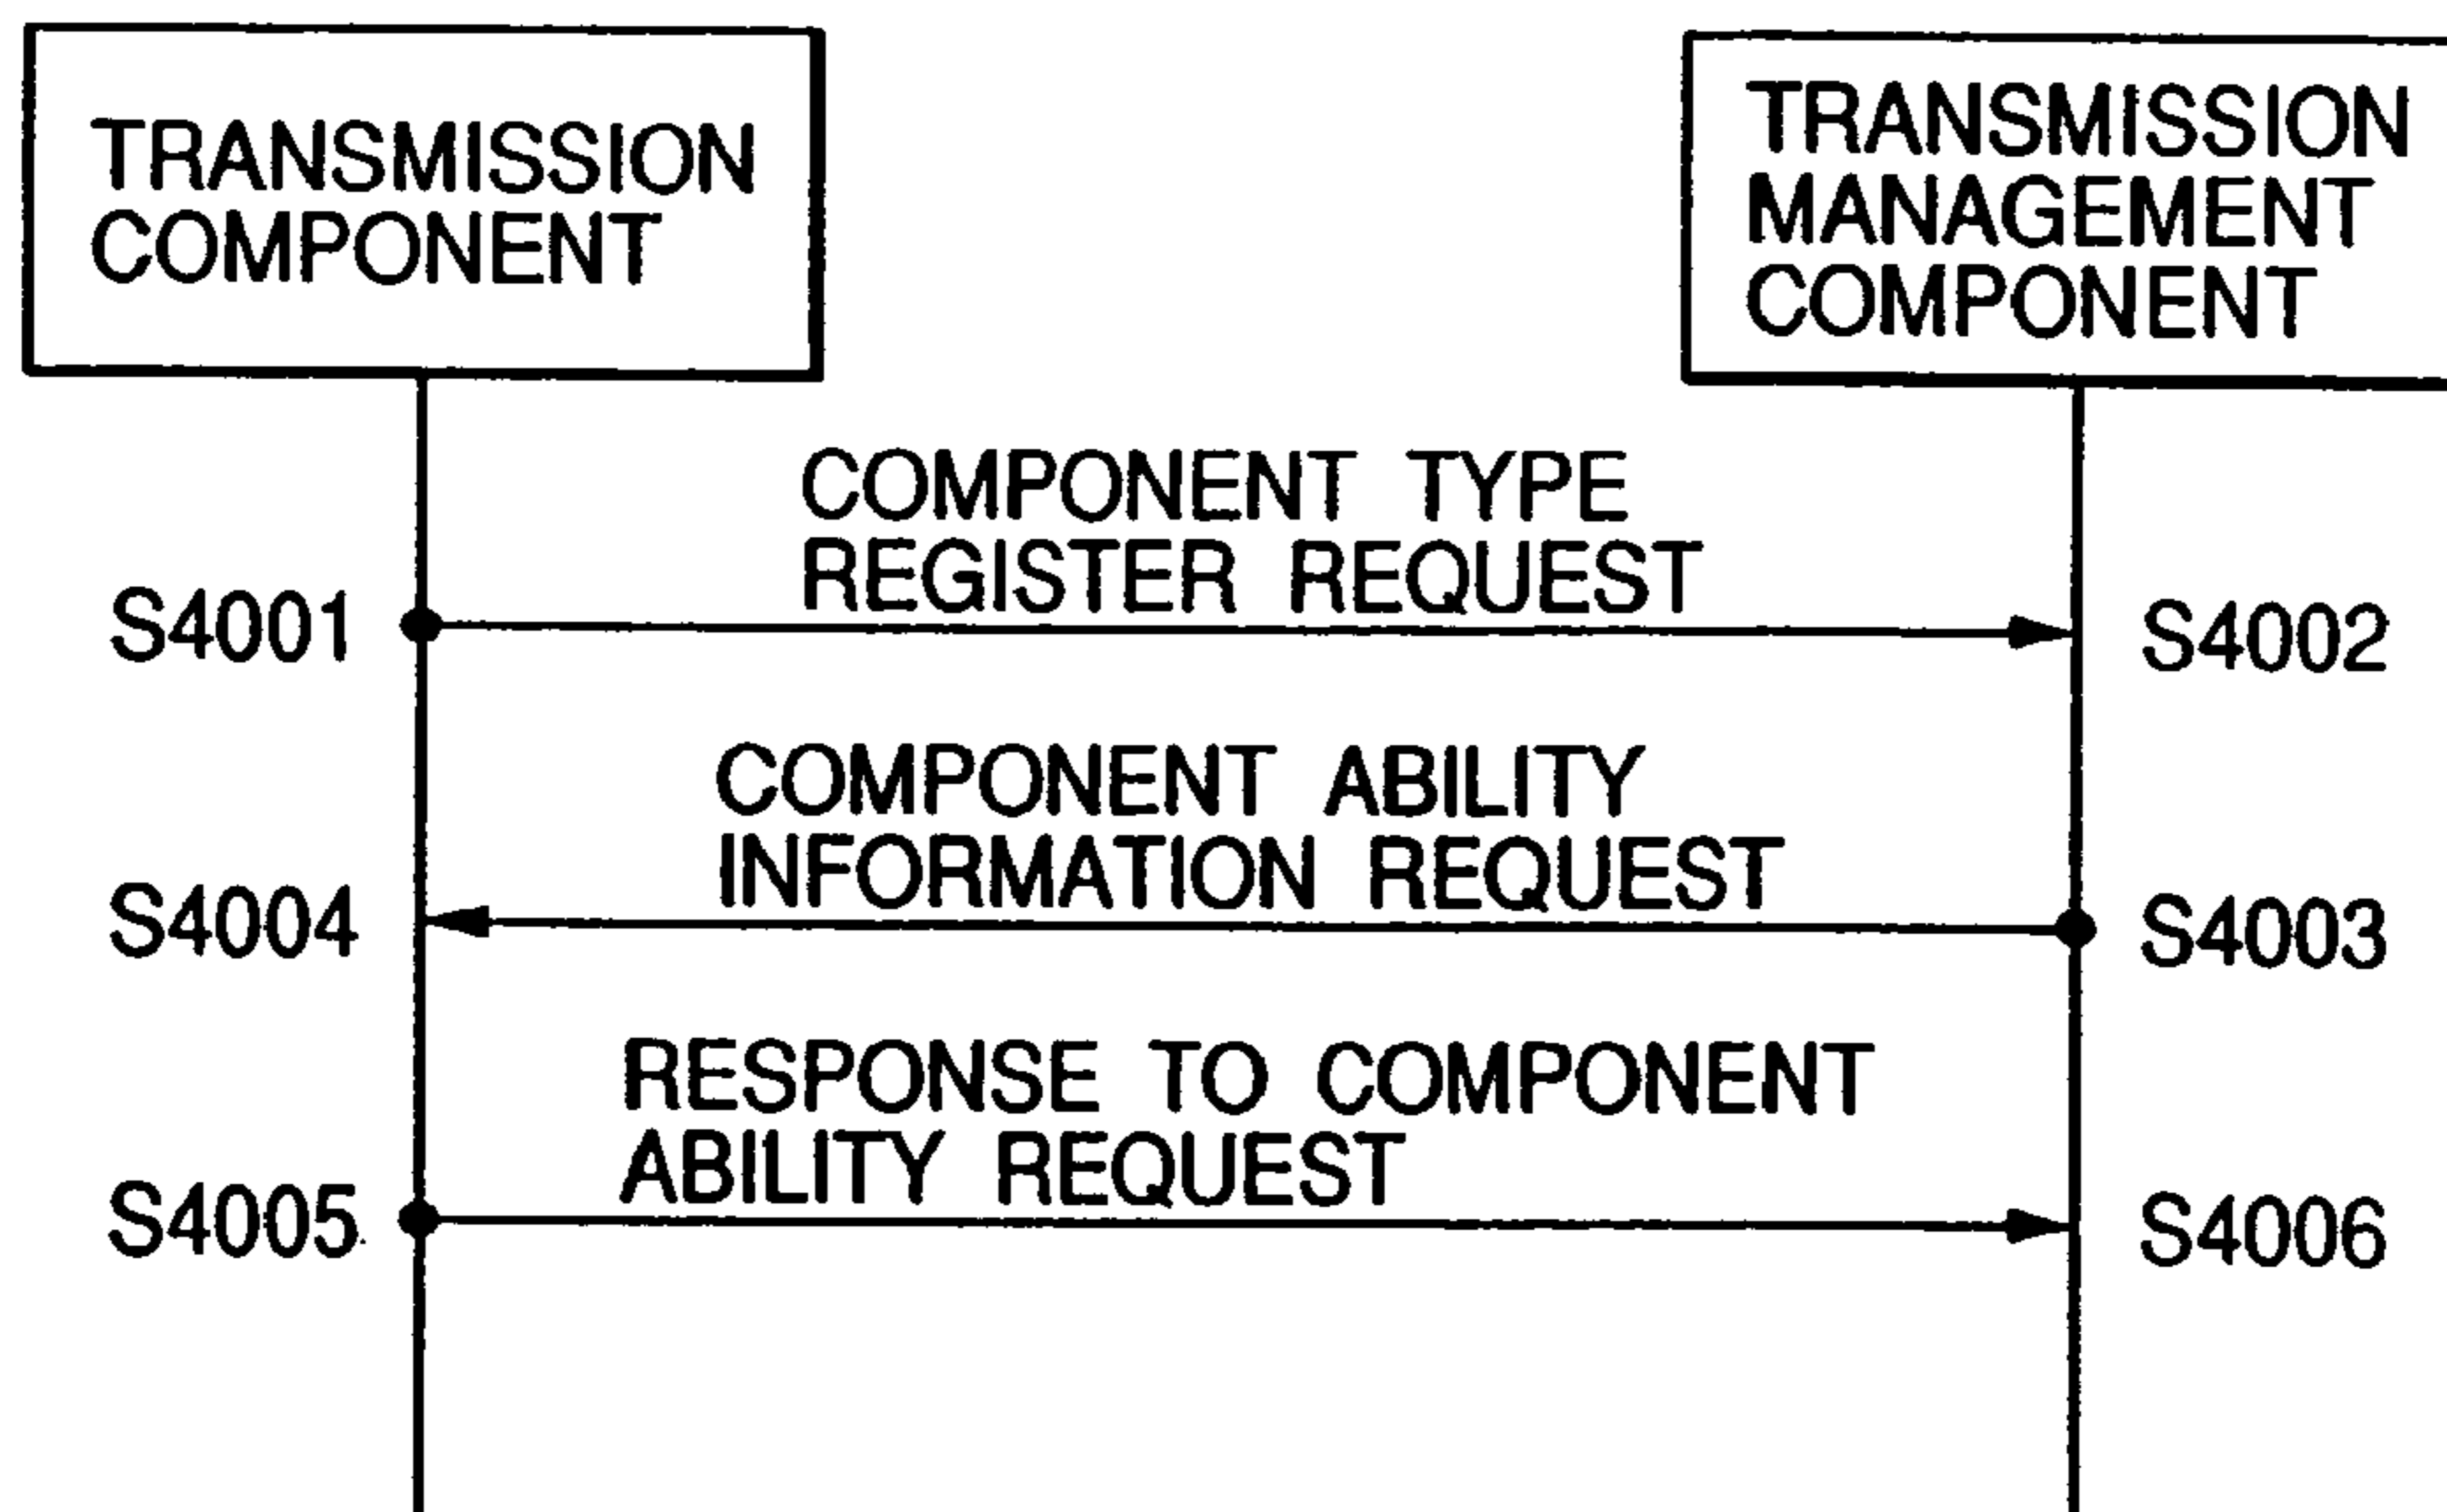 TRANSMISSION
COMPONENT
TRANSMISSION
MANAGEMENT
COMPONENT
COMPONENT TYPE
REGISTER REQUEST
S4001
S4002
COMPONENT ABILITY
INFORMATION REQUEST
S4004
S4003
RESPONSE TO COMPONENT
ABILITY REQUEST
S4005
S4006